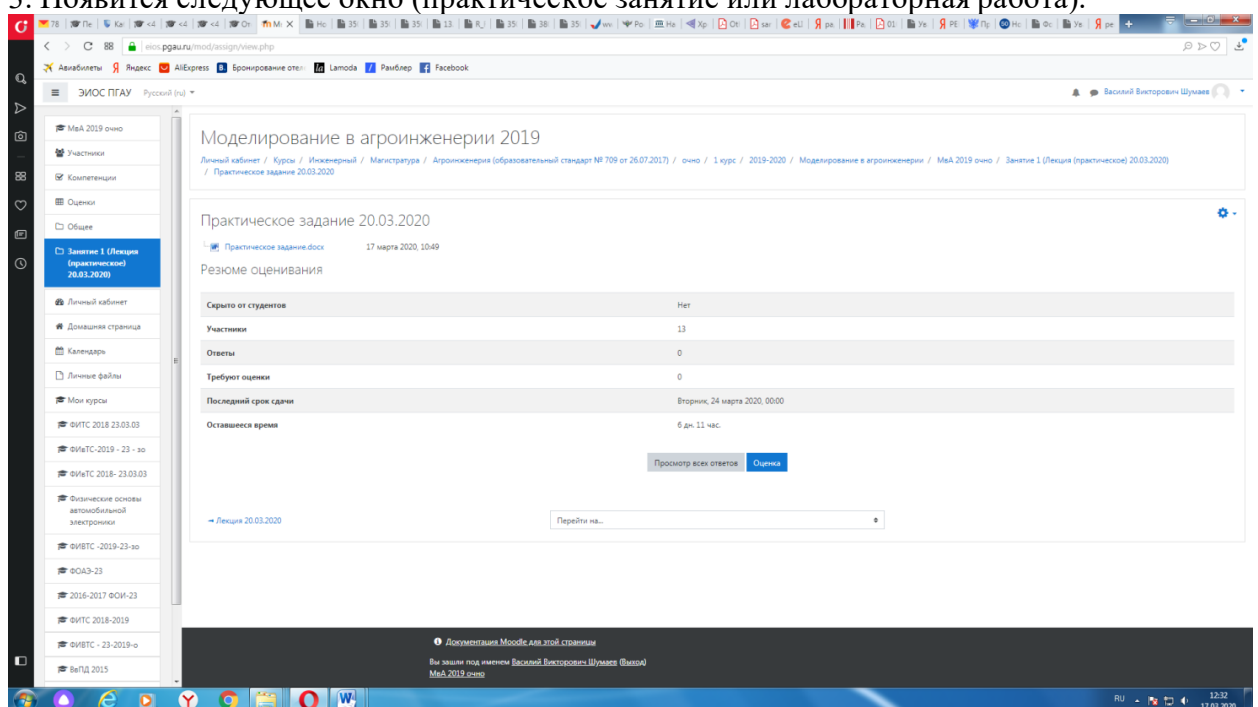 3. Появится следующее окно (практическое занятие или лабораторная работа).
eios.pgau.ru/mod/assign/view.php
Авиабилеты Яндекс AliExpress Бронирование отел Lamoda Рамблер Facebook
ЭИОС ПГАУ Русский (ru)
Василий Викторович Шумаев
МвА 2019 очно
Участники
Компетенции
Оценки
Общее
Занятие 1 (Лекция
(практическое)
20.03.2020)
Личный кабинет
Домашняя страница
Календарь
Личные файлы
Мои курсы
ФИТС 2018 23.03.03
ФИвТС-2019 - 23 - зо
ФИвТС 2018- 23.03.03
Физические основы
автомобильной
электроники
ФИВТС -2019-23-зо
ФОАЭ-23
2016-2017 ФОИ-23
ФИТС 2018-2019
ФИВТС - 23-2019-о
ВвПД 2015
Моделирование в агроинженерии 2019
Личный кабинет / Курсы / Инженерный / Магистратура / Агроинженерия (образовательный стандарт № 709 от 26.07.2017) / очно / 1 курс / 2019-2020 / Моделирование в агроинженерии / МвА 2019 очно / Занятие 1 (Лекция (практическое) 20.03.2020)
/ Практическое задание 20.03.2020
Практическое задание 20.03.2020
Практическое задание.docx 17 марта 2020, 10:49
Резюме оценивания
Скрыто от студентов Нет
Участники 13
Ответы 0
Требуют оценки 0
Последний срок сдачи Вторник, 24 марта 2020, 00:00
Оставшееся время 6 дн. 11 час.
Просмотр всех ответов Оценка
→ Лекция 20.03.2020 Перейти на...
Документация Moodle для этой страницы
Вы зашли под именем Василий Викторович Шумаев (Выход)
МвА 2019 очно
RU 12:32
17.03.2020